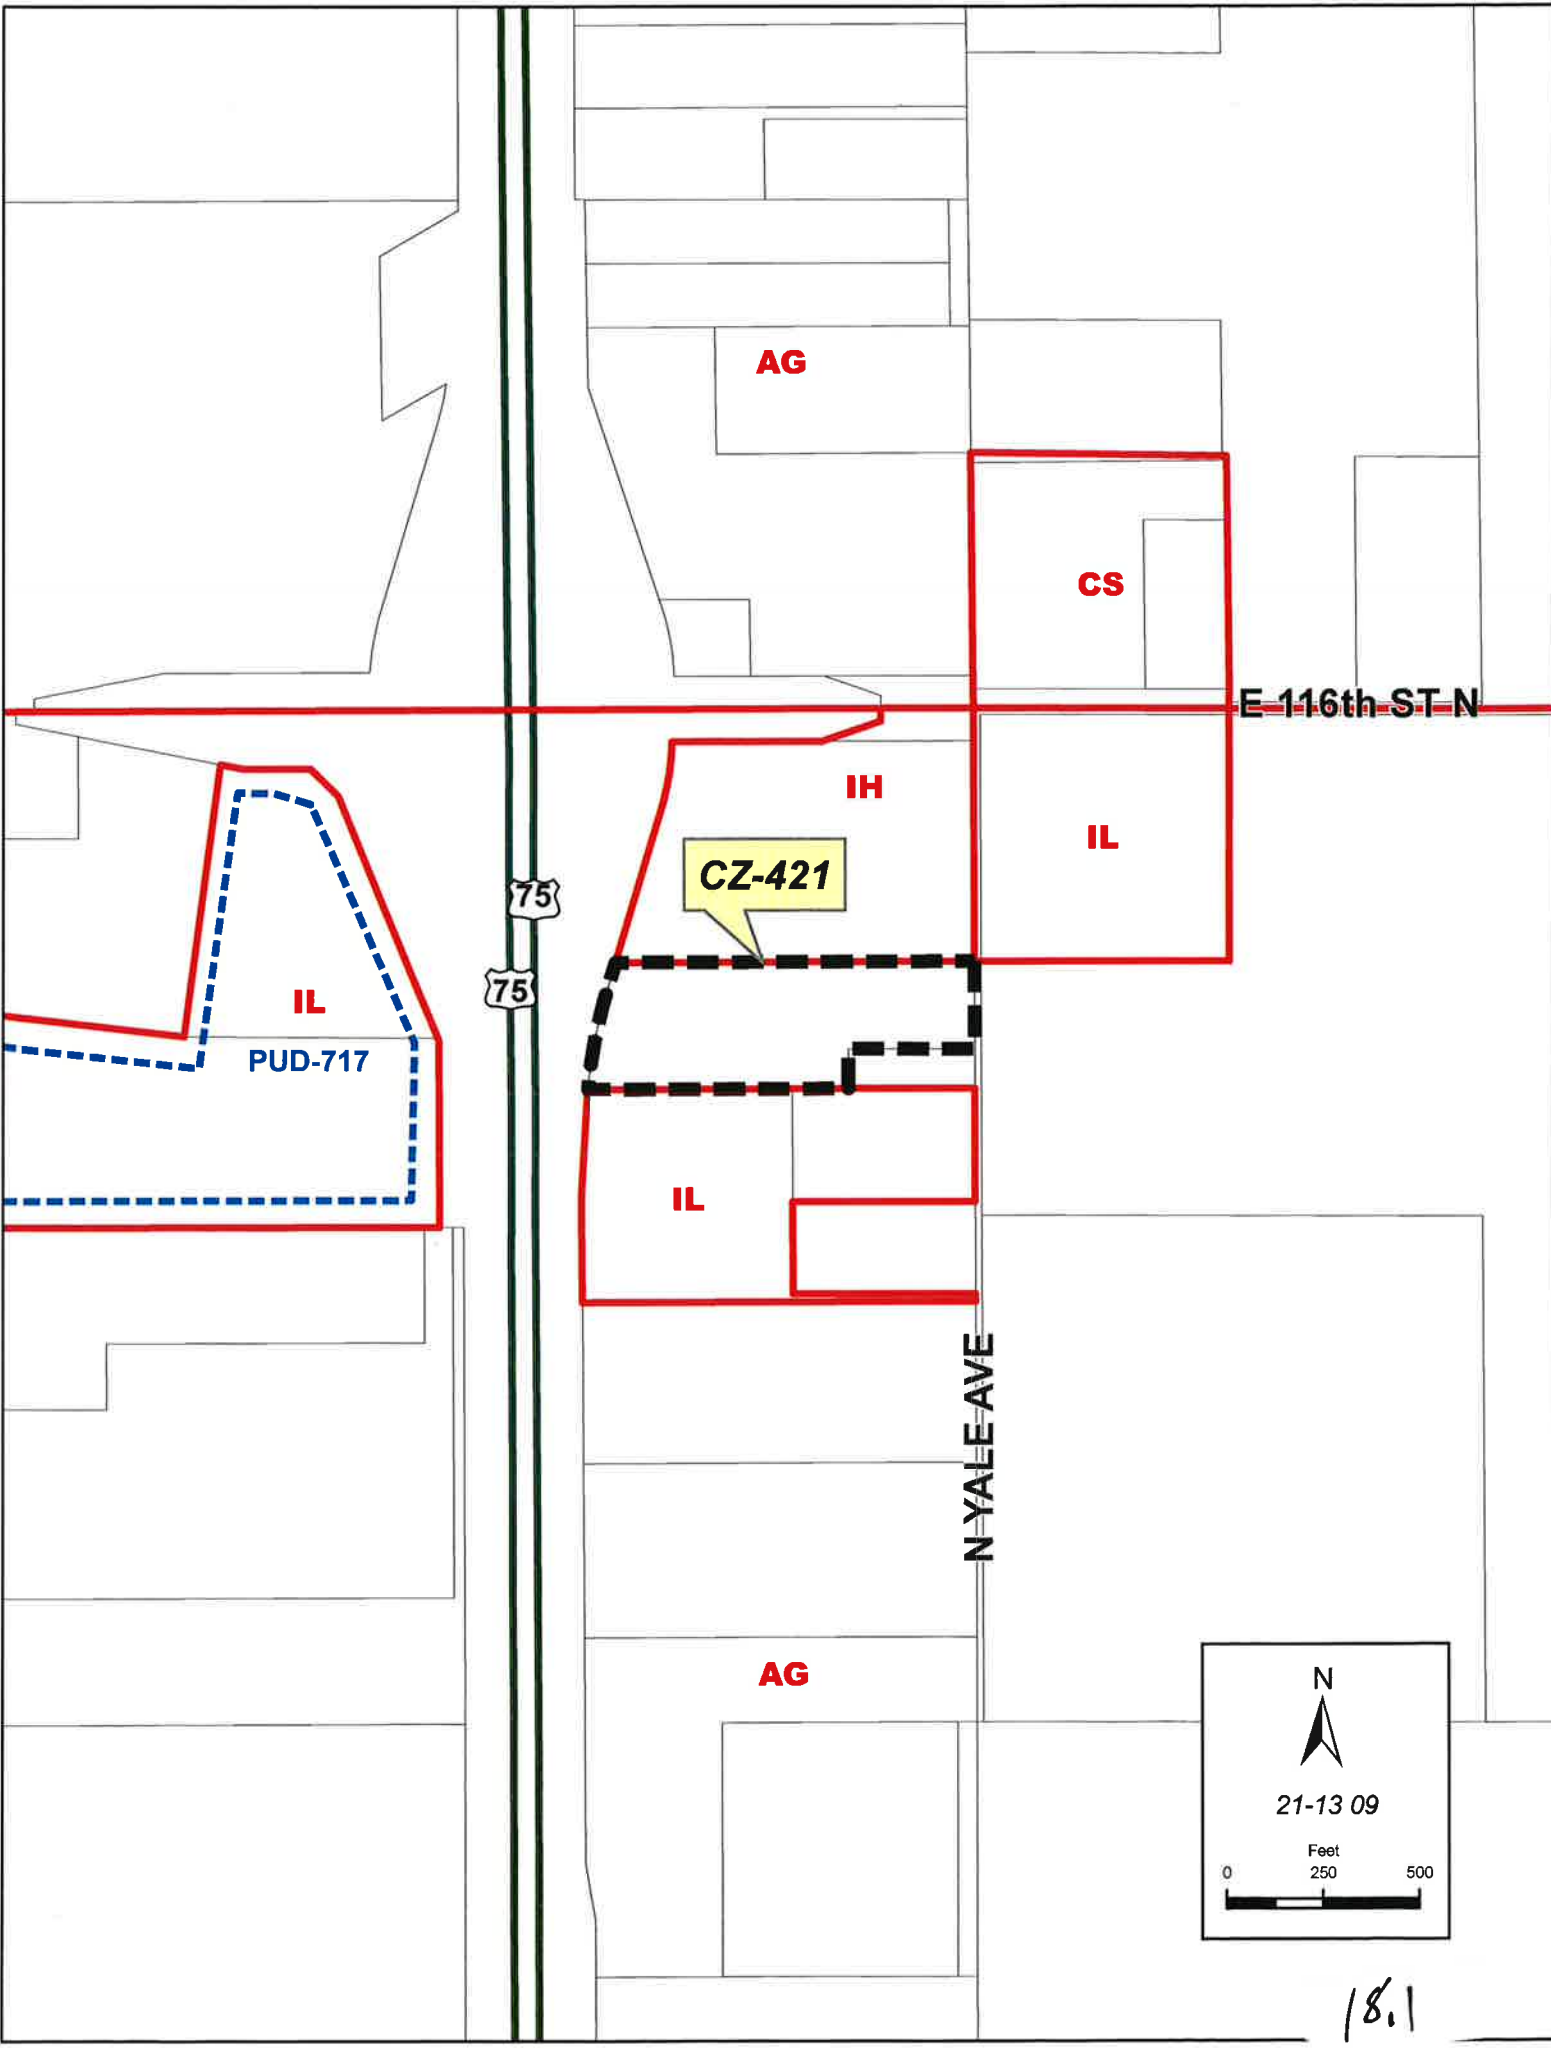 AG
CS
E 116th ST N
IH
IL
CZ-421
75
75
IL
PUD-717
IL
N YALE AVE
AG
N
21-13 09
Feet
0 250 500
18.1